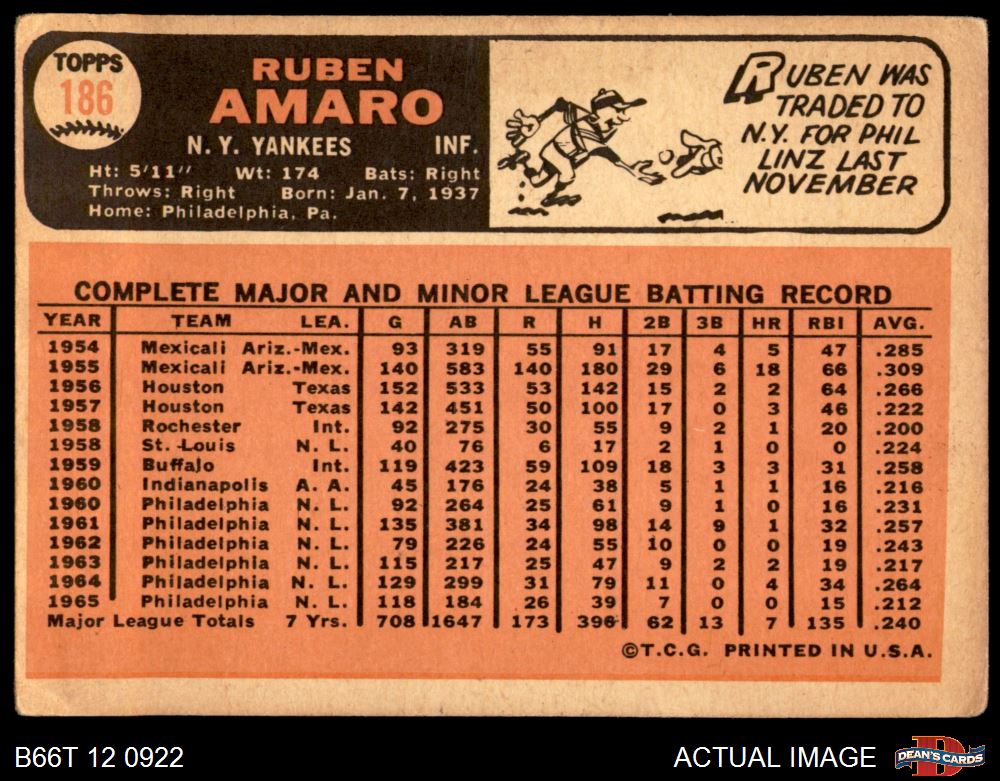 TOPPS
186
RUBEN
AMARO
N. Y. YANKEES INF.
Ht: 5'11" Wt: 174 Bats: Right
Throws: Right Born: Jan. 7, 1937
Home: Philadelphia, Pa.
RUBEN WAS
TRADED TO
N.Y. FOR PHIL
LINZ LAST
NOVEMBER
COMPLETE MAJOR AND MINOR LEAGUE BATTING RECORD
YEAR TEAM LEA. G AB R H 2B 3B HR RBI AVG.
1954 Mexicali Ariz.-Mex. 93 319 55 91 17 4 5 47 .285
1955 Mexicali Ariz.-Mex. 140 583 140 180 29 6 18 66 .309
1956 Houston Texas 152 533 53 142 15 2 2 64 .266
1957 Houston Texas 142 451 50 100 17 0 3 46 .222
1958 Rochester Int. 92 275 30 55 9 2 1 20 .200
1958 St. Louis N. L. 40 76 6 17 2 1 0 0 .224
1959 Buffalo Int. 119 423 59 109 18 3 3 31 .258
1960 Indianapolis A. A. 45 176 24 38 5 1 1 16 .216
1960 Philadelphia N. L. 92 264 25 61 9 1 0 16 .231
1961 Philadelphia N. L. 135 381 34 98 14 9 1 32 .257
1962 Philadelphia N. L. 79 226 24 55 10 0 0 19 .243
1963 Philadelphia N. L. 115 217 25 47 9 2 2 19 .217
1964 Philadelphia N. L. 129 299 31 79 11 0 4 34 .264
1965 Philadelphia N. L. 118 184 26 39 7 0 0 15 .212
Major League Totals 7 Yrs. 708 1647 173 396 62 13 7 135 .240
©T.C.G. PRINTED IN U.S.A.
B66T 12 0922
ACTUAL IMAGE
DEAN'S CARDS